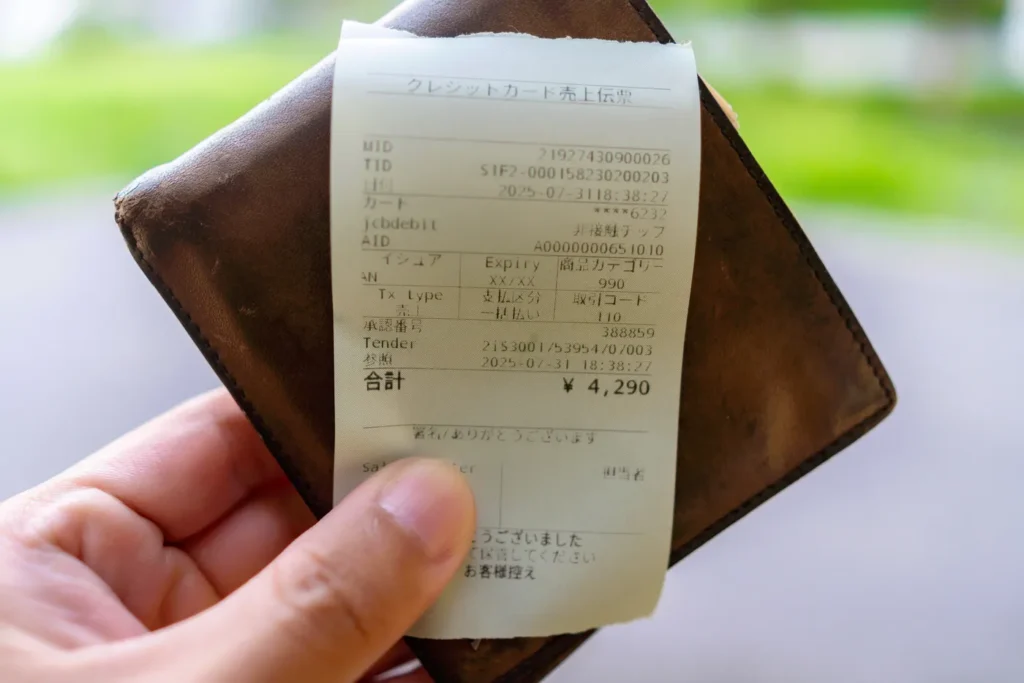 クレジットカード売上伝票
MID 21927430900026
TID S1F2-000158230200203
日時 2025-07-31 18:38:27
カード ****6232
jcbdebit 非接触チップ
AID A0000000651010
イシュア Expiry 商品カテゴリー
AN XX/XX 990
Tx type 支払区分 取引コード
売 一括払い 110
承認番号 388859
Tender
参照 2025-07-31 18:38:27
合計 ¥ 4,290
署名/ありがとうございます
担当者
うございました
してください
お客様控え